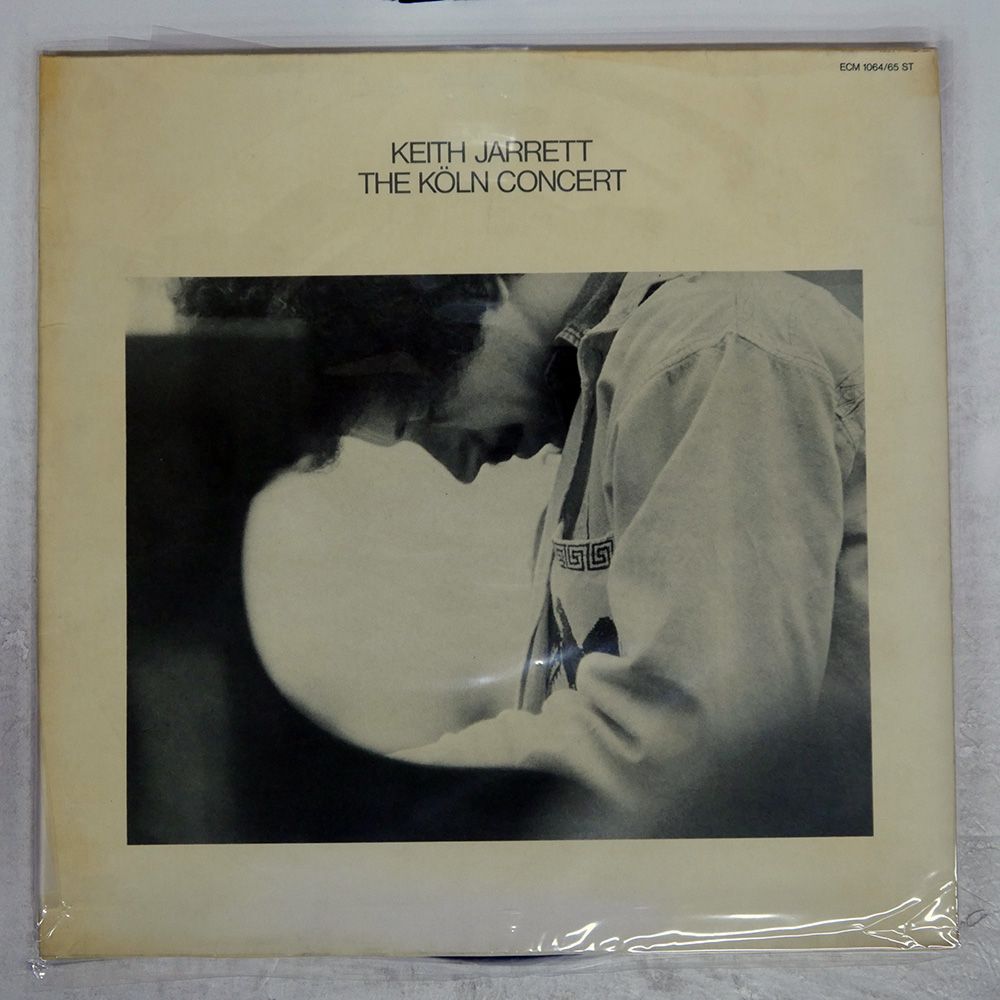 ECM 1064/65 ST
KEITH JARRETT
THE KÖLN CONCERT